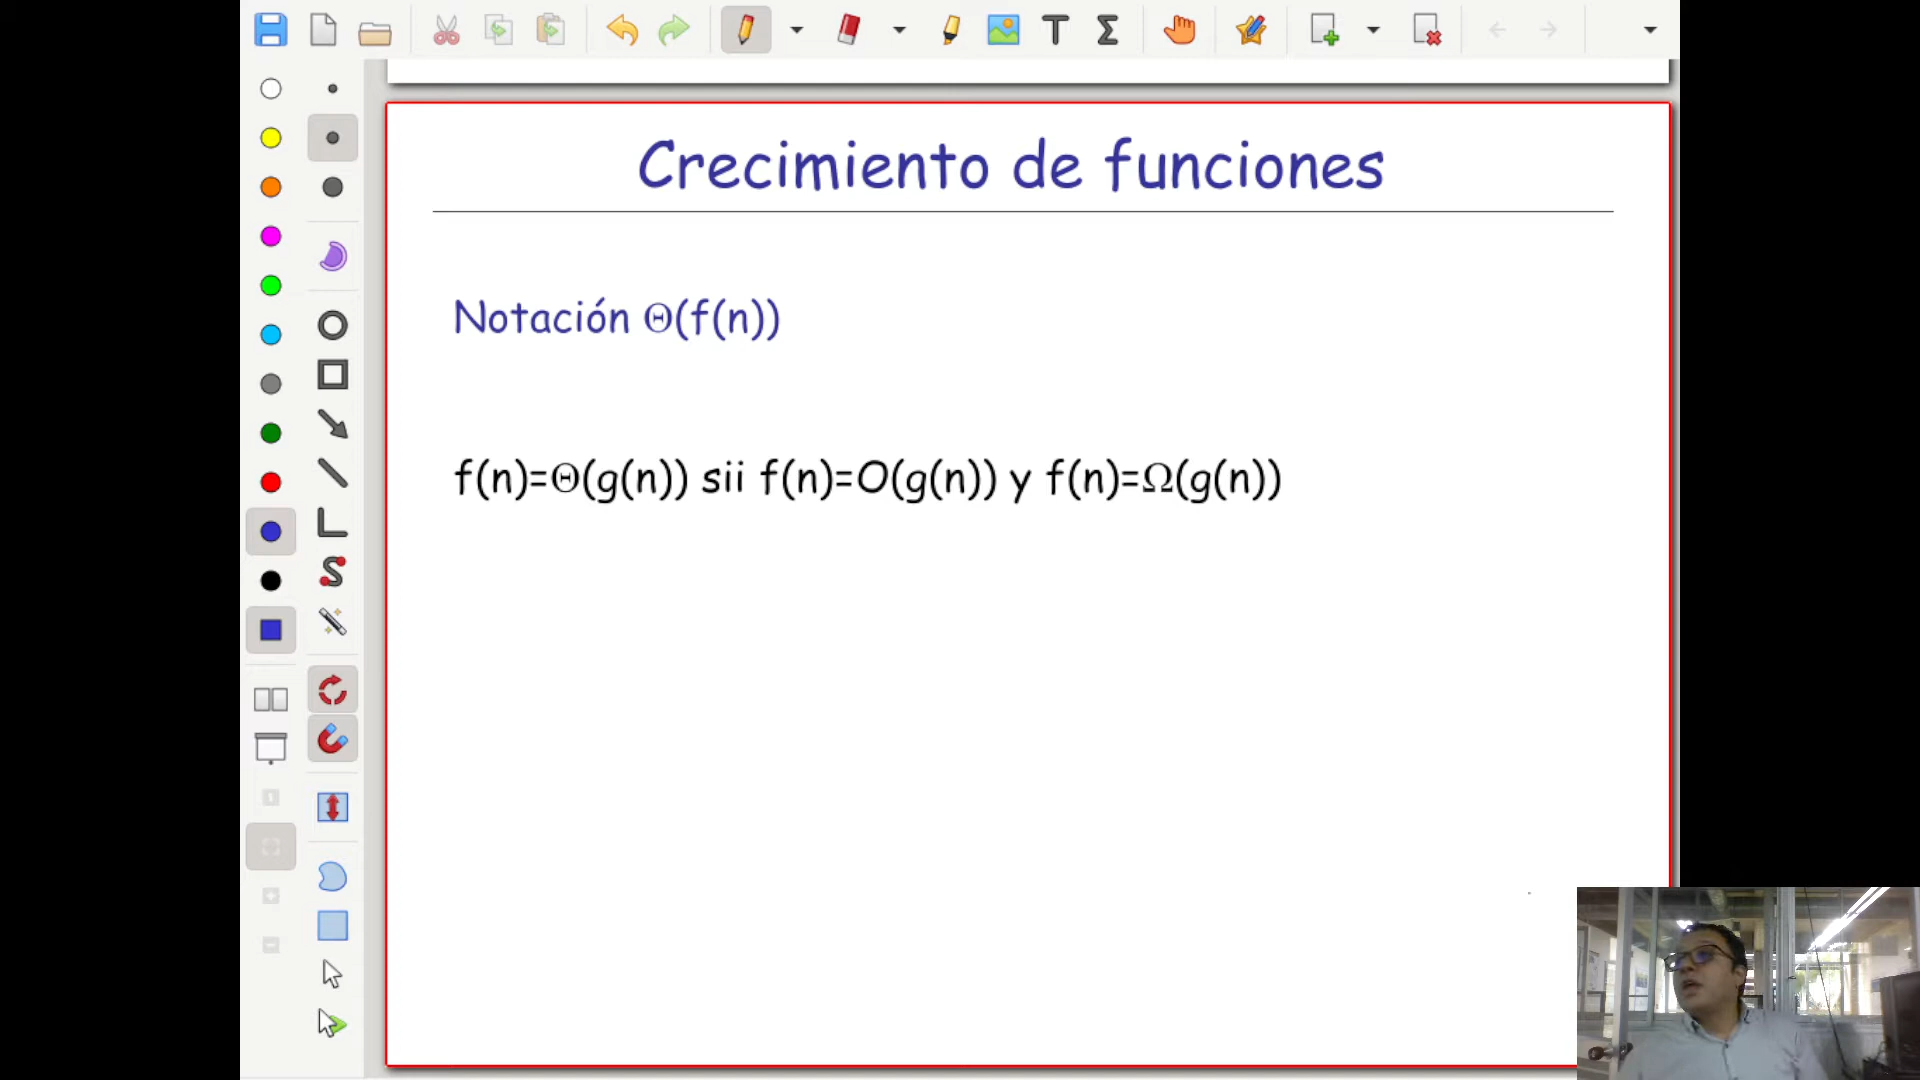 Crecimiento de funciones
Notación Θ(f(n))
f(n)=Θ(g(n)) sii f(n)=O(g(n)) y f(n)=Ω(g(n))